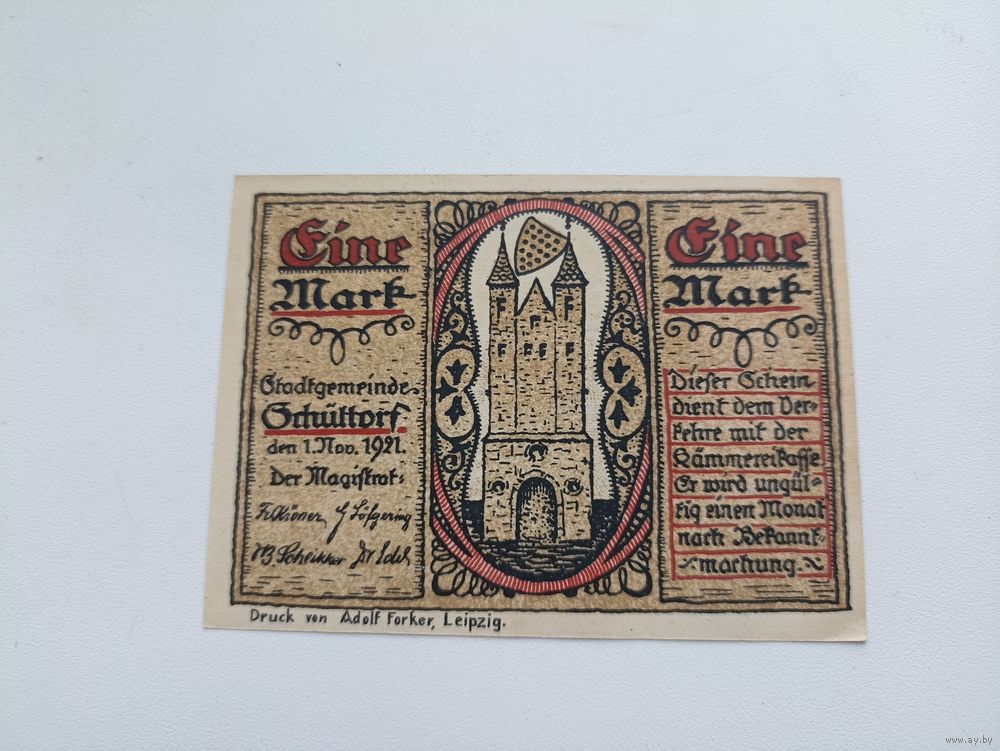 Eine
Mark
Stadtgemeinde
Schüttorf
den 1. Nov. 1921.
Der Magistrat:
Eine
Mark
Dieser Schein
dient dem Ver-
kehre mit der
Kämmereikasse
Er wird ungül-
tig einen Monat
nach Bekannt-
machung.
Druck von Adolf Forker, Leipzig.
www.ay.by